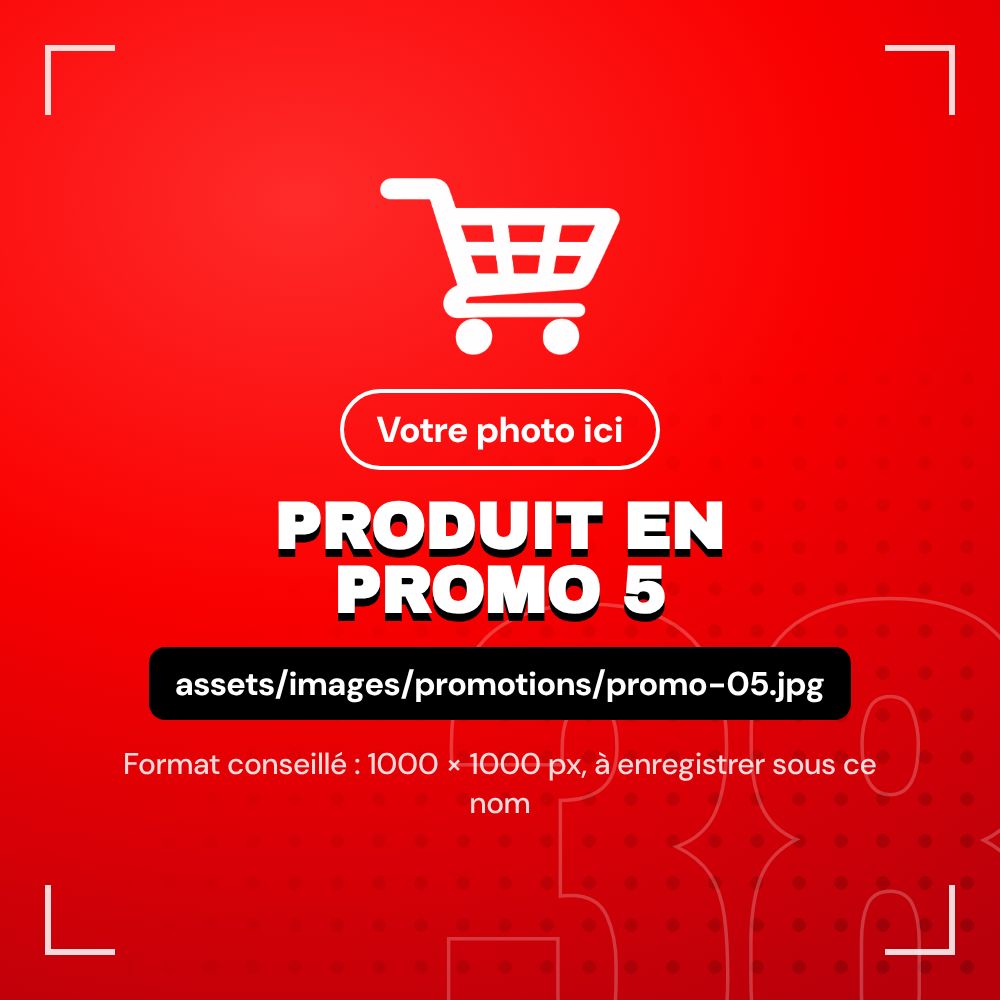 Votre photo ici
PRODUIT EN
PROMO 5
assets/images/promotions/promo-05.jpg
Format conseillé : 1000 × 1000 px, à enregistrer sous ce
nom
38